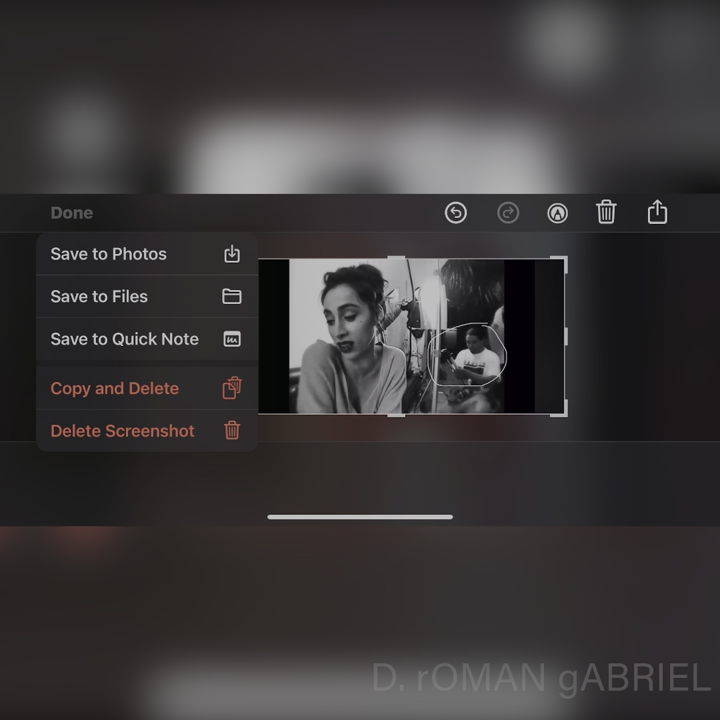 Done
Save to Photos
Save to Files
Save to Quick Note
Copy and Delete
Delete Screenshot
D. rOMAN gABRIEL